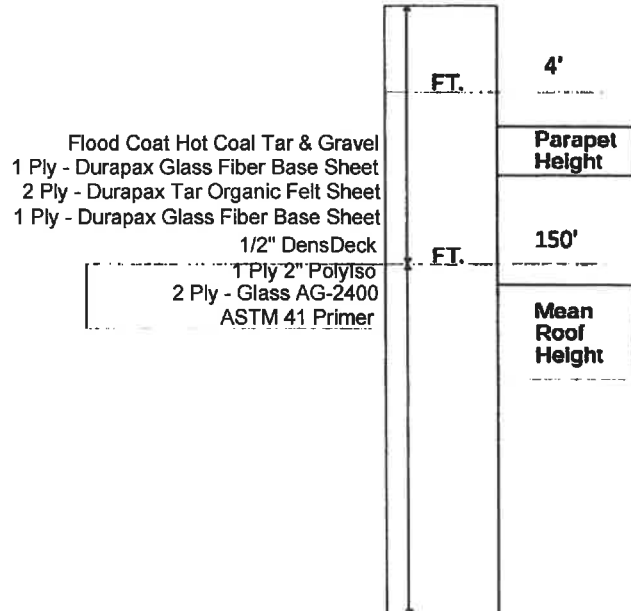 FT.
4'
Flood Coat Hot Coal Tar & Gravel
1 Ply - Durapax Glass Fiber Base Sheet
2 Ply - Durapax Tar Organic Felt Sheet
1 Ply - Durapax Glass Fiber Base Sheet
1/2" DensDeck
1 Ply 2" PolyIso
2 Ply - Glass AG-2400
ASTM 41 Primer
Parapet
Height
FT.
150'
Mean
Roof
Height